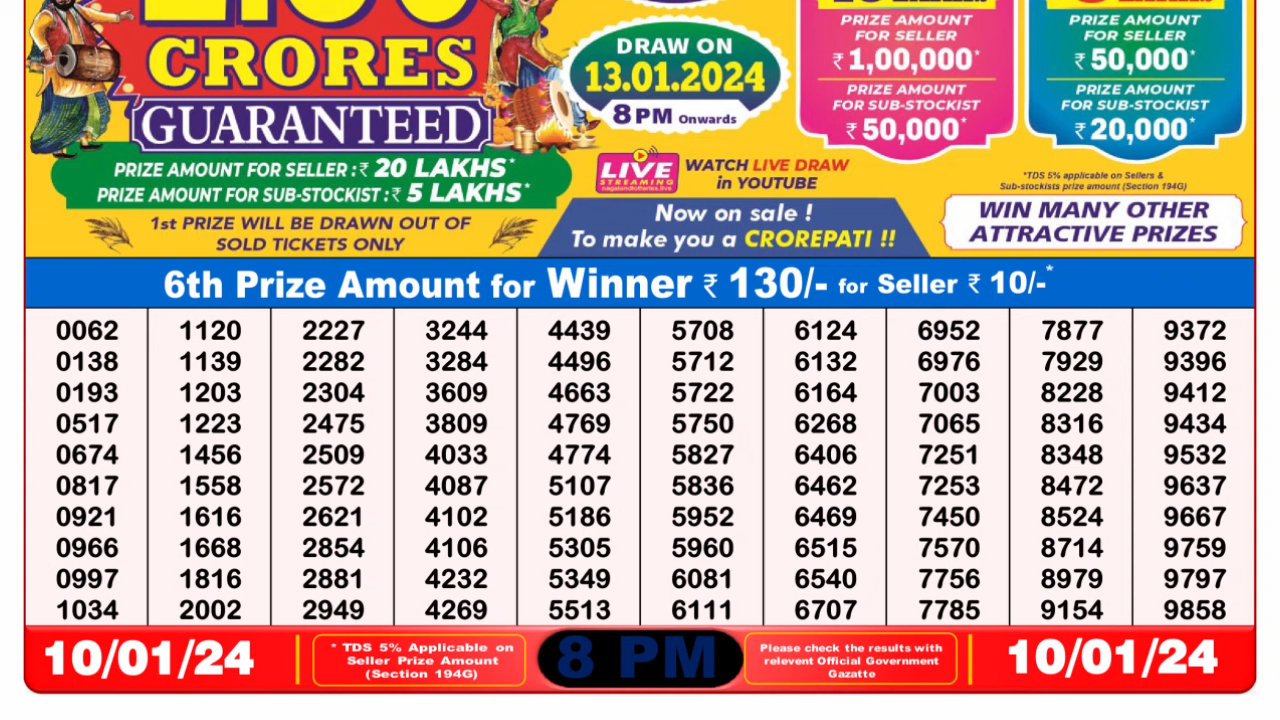 CRORES
GUARANTEED
PRIZE AMOUNT FOR SELLER :₹ 20 LAKHS*
PRIZE AMOUNT FOR SUB-STOCKIST :₹ 5 LAKHS*
1st PRIZE WILL BE DRAWN OUT OF
SOLD TICKETS ONLY
DRAW ON
13.01.2024
8 PM Onwards
LIVE
STREAMING
nagalandlotteries.live
WATCH LIVE DRAW
in YOUTUBE
Now on sale !
To make you a CROREPATI !!
PRIZE AMOUNT
FOR SELLER
₹ 1,00,000*
PRIZE AMOUNT
FOR SUB-STOCKIST
₹ 50,000*
PRIZE AMOUNT
FOR SELLER
₹ 50,000*
PRIZE AMOUNT
FOR SUB-STOCKIST
₹ 20,000*
*TDS 5% applicable on Sellers &
Sub-stockists prize amount (Section 194G)
WIN MANY OTHER
ATTRACTIVE PRIZES
6th Prize Amount for Winner ₹ 130/- for Seller ₹ 10/-*
0062 1120 2227 3244 4439 5708 6124 6952 7877 9372
0138 1139 2282 3284 4496 5712 6132 6976 7929 9396
0193 1203 2304 3609 4663 5722 6164 7003 8228 9412
0517 1223 2475 3809 4769 5750 6268 7065 8316 9434
0674 1456 2509 4033 4774 5827 6406 7251 8348 9532
0817 1558 2572 4087 5107 5836 6462 7253 8472 9637
0921 1616 2621 4102 5186 5952 6469 7450 8524 9667
0966 1668 2854 4106 5305 5960 6515 7570 8714 9759
0997 1816 2881 4232 5349 6081 6540 7756 8979 9797
1034 2002 2949 4269 5513 6111 6707 7785 9154 9858
10/01/24
* TDS 5% Applicable on
Seller Prize Amount
(Section 194G)
8 PM
Please check the results with
relevent Official Government
Gazatte
10/01/24